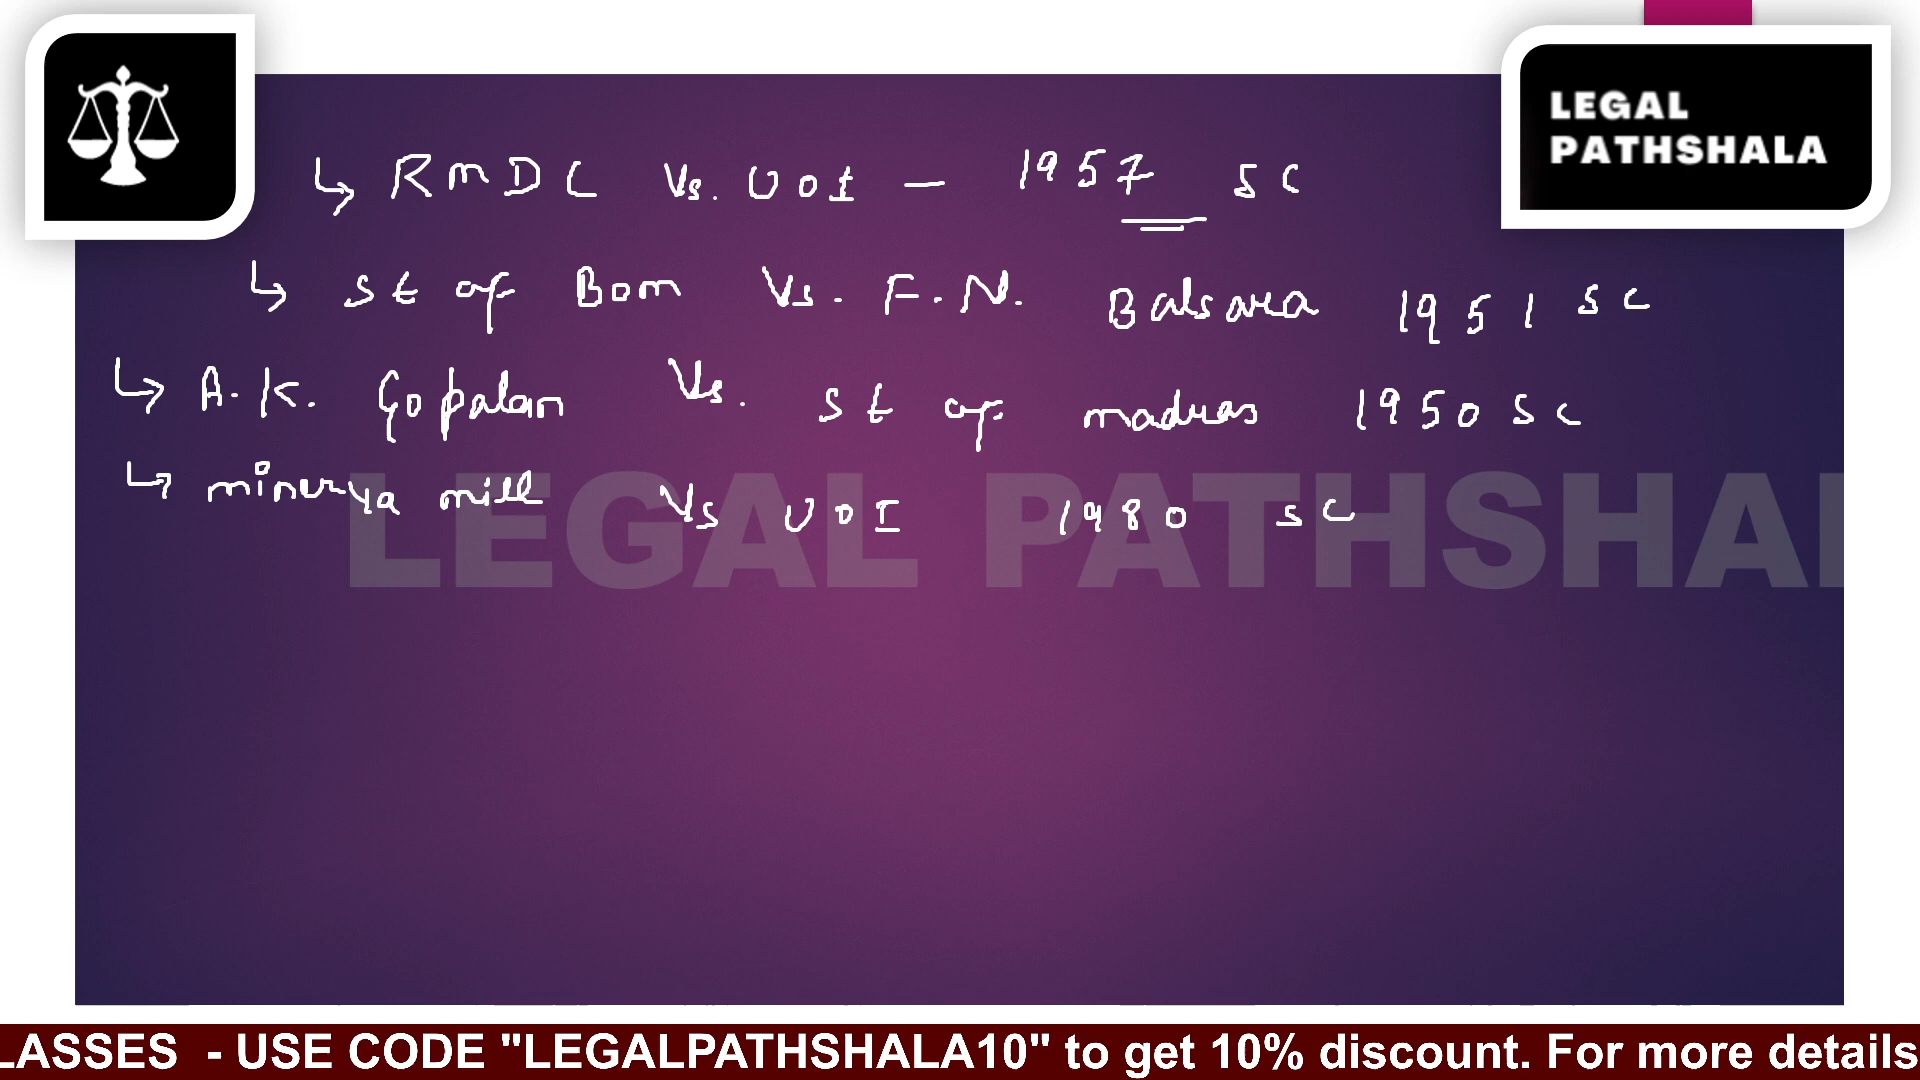 LEGAL
PATHSHALA
↳ RMDC Vs. UOI — 1957 SC
↳ St of Bom Vs. F.N. Balsara 1951 SC
↳ A.K. Gopalan Vs. St of madras 1950 SC
↳ minerva mill Vs UOI 1980 SC
LEGAL PATHSHAL
LASSES - USE CODE "LEGALPATHSHALA10" to get 10% discount. For more details